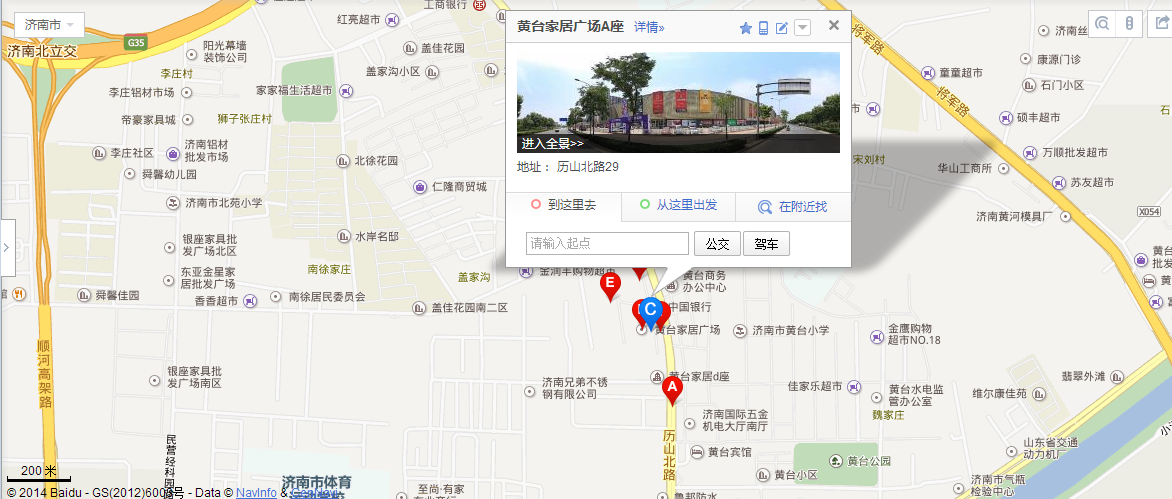 济南市
工商银行
红亮超市
G35
济南北立交
阳光幕墙
装饰公司
盖佳花园
李庄村
盖家沟小区
李庄铝材市场
家家福生活超市
帝豪家具城
狮子张庄村
济南铝材
批发市场
李庄社区
北徐花园
舜馨幼儿园
仁隆商贸城
济南市北苑小学
银座家具批
发广场北区
水岸名邸
东亚金星家
居批发广场
南徐家庄
盖家沟
舜馨佳园
香香超市
南徐居民委员会
盖佳花园南二区
黄台家居广场A座 详情»
进入全景>>
地址： 历山北路29
到这里去
从这里出发
在附近找
请输入起点
公交
驾车
将军路
济南丝
康源门诊
童童超市
石门小区
将军路
石
硕丰超市
宋刘村
华山工商所
万顺批发超市
苏友超市
济南黄河模具厂
X054
金润丰购物超市
黄台商务
办公中心
E
C
中国银行
黄台家居广场
济南市黄台小学
金鹰购物
超市NO.18
顺河高架路
银座家具批
发广场南区
济南兄弟不锈
钢有限公司
黄台家居d座
A
佳家乐超市
黄台水电监
管办公室
魏家庄
维尔康佳苑
翡翠外滩
济南国际五金
机电大厅南厅
历山北路
黄台宾馆
黄台公园
黄台小区
山东省交通
动力机厂
济南市气瓶
检验中心
民营经科园
200 米
济南市体育
至尚·有家
鲁邦防水
© 2014 Baidu - GS(2012)6003号 - Data © NavInfo &